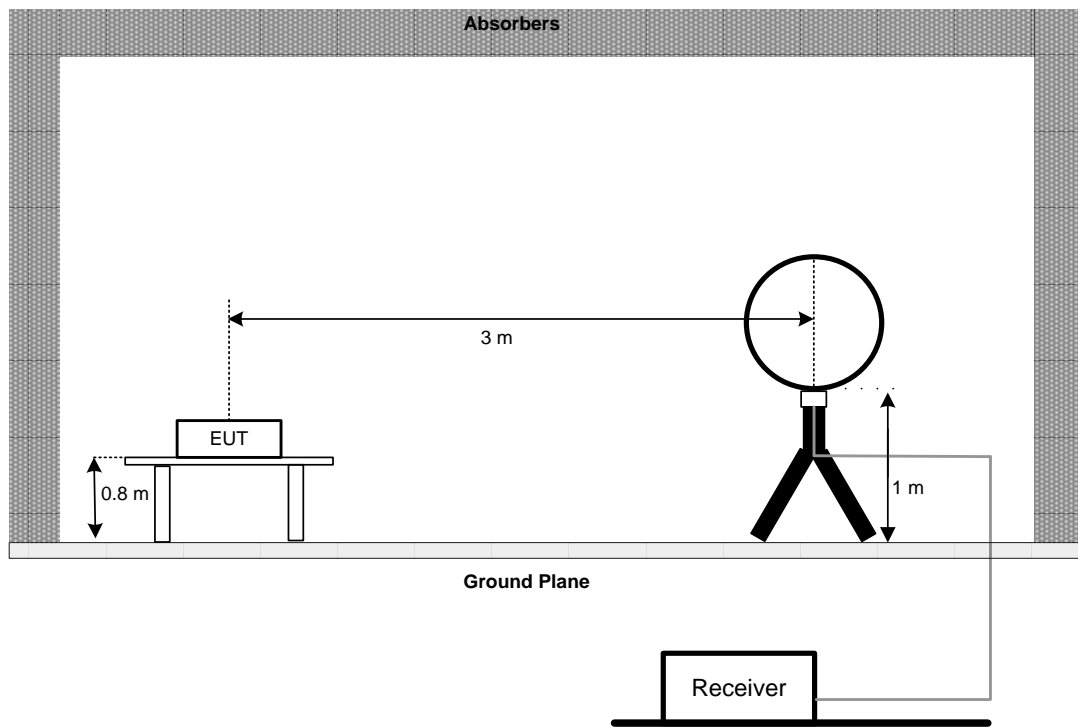 Absorbers
3 m
EUT
0.8 m
1 m
Ground Plane
Receiver